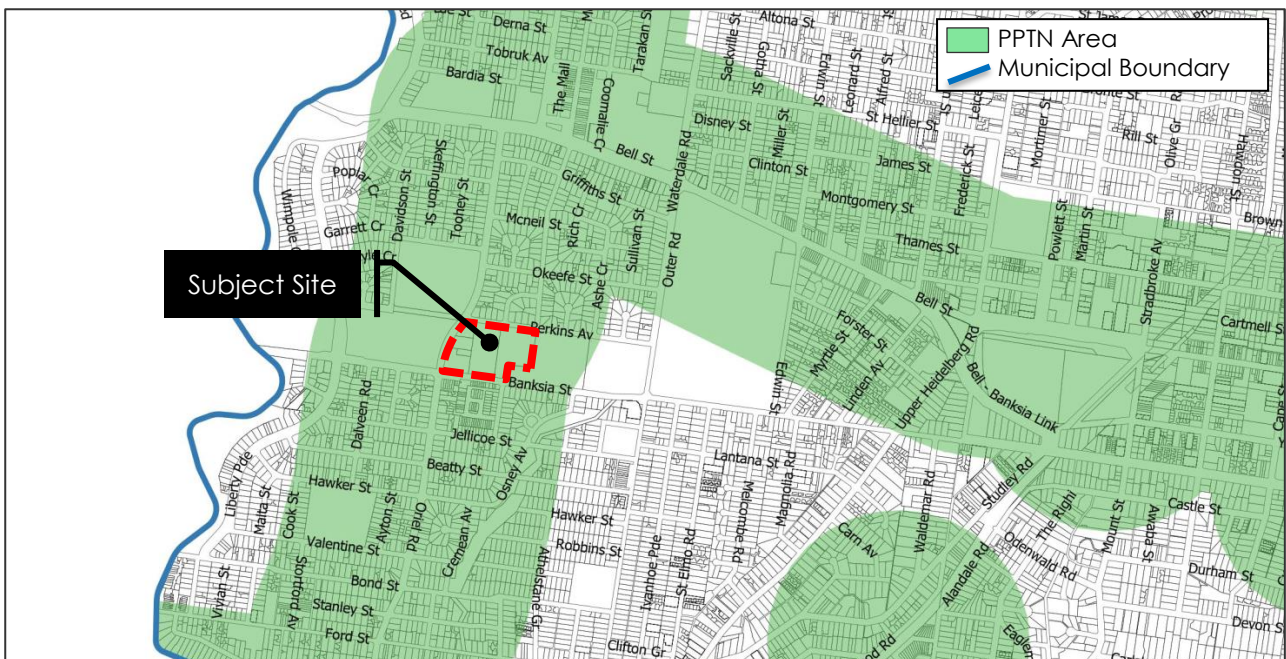 PPTN Area
Municipal Boundary
Subject Site
Derna St
Tobruk Av
Bardia St
The Mall
Coomalie Cr
Tarakan St
Sackville St
Gotha St
Altona St
Edwin St
Leonard St
Alfred St
St Hellier St
Disney St
Miller St
Clinton St
James St
Frederick St
Montgomery St
Thames St
Mortimer St
Rill St
Olive Gr
Hawdon St
Brown
Powlett St
Martin St
Stradbroke Av
Cartmell S
Bell St
Waterdale Rd
Outer Rd
Griffiths St
Skeffington St
Toohey St
Davidson St
Poplar Cr
Garrett Cr
Mcneil St
Rich Cr
Sullivan St
Okeefe St
Ashe Cr
Perkins Av
Banksia St
Bell St
Forster St
Myrtle St
Linden Av
Upper Heidelberg Rd
Bell - Banksia Link
Edwin St
Dalveen Rd
Jellicoe St
Beatty St
Osney Av
Hawker St
Liberty Pde
Malta St
Cook St
Axton St
Oriel Rd
Cremean Av
Valentine St
Bond St
Stanley St
Ford St
Storford Av
Vivian St
Athelstane Gr
Hawker St
Robbins St
Ivanhoe Pde
St Elmo Rd
Melcombe Rd
Lantana St
Magnolia Rd
Clifton Gr
Carn Av
Waldemar Rd
Alandale Rd
Studley Rd
The Righi
Odenwald Rd
Mount St
Awata St
Castle St
Durham St
Devon S